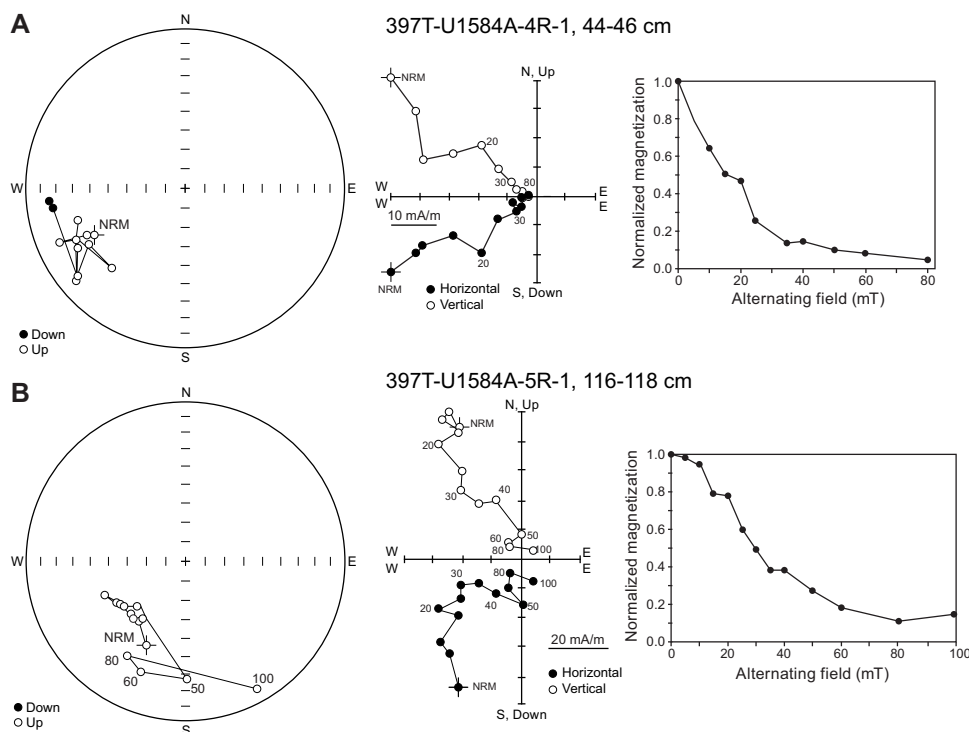 A
397T-U1584A-4R-1, 44-46 cm
N
W
E
S
NRM
Down
Up
N, Up
NRM
20
30
80
W
E
W
E
10 mA/m
30
20
NRM
Horizontal
Vertical
S, Down
Normalized magnetization
1.0
0.8
0.6
0.4
0.2
0.0
0 20 40 60 80
Alternating field (mT)
B
397T-U1584A-5R-1, 116-118 cm
N
W
E
S
NRM
80
60
50
100
Down
Up
N, Up
NRM
20
30
40
50
60
80
100
W
E
W
E
30
80
100
20
40
50
20 mA/m
NRM
Horizontal
Vertical
S, Down
Normalized magnetization
1.0
0.8
0.6
0.4
0.2
0.0
0 20 40 60 80 100
Alternating field (mT)